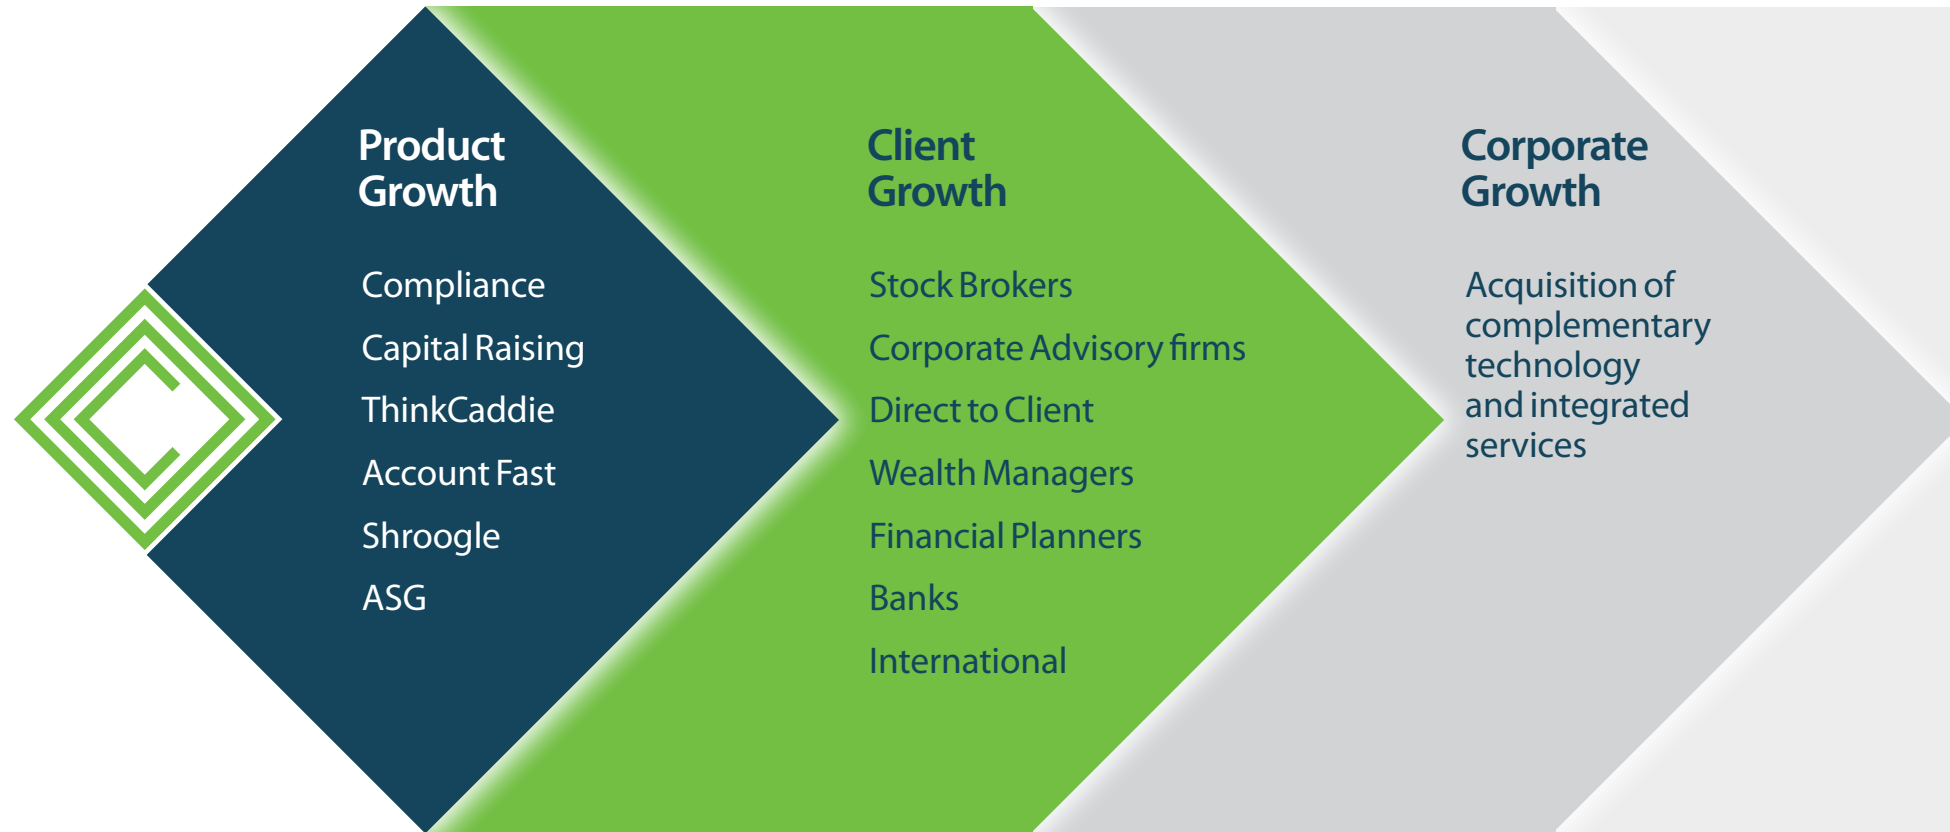 Product
Growth
Compliance
Capital Raising
ThinkCaddie
Account Fast
Shroogle
ASG
Client
Growth
Stock Brokers
Corporate Advisory firms
Direct to Client
Wealth Managers
Financial Planners
Banks
International
Corporate
Growth
Acquisition of
complementary
technology
and integrated
services